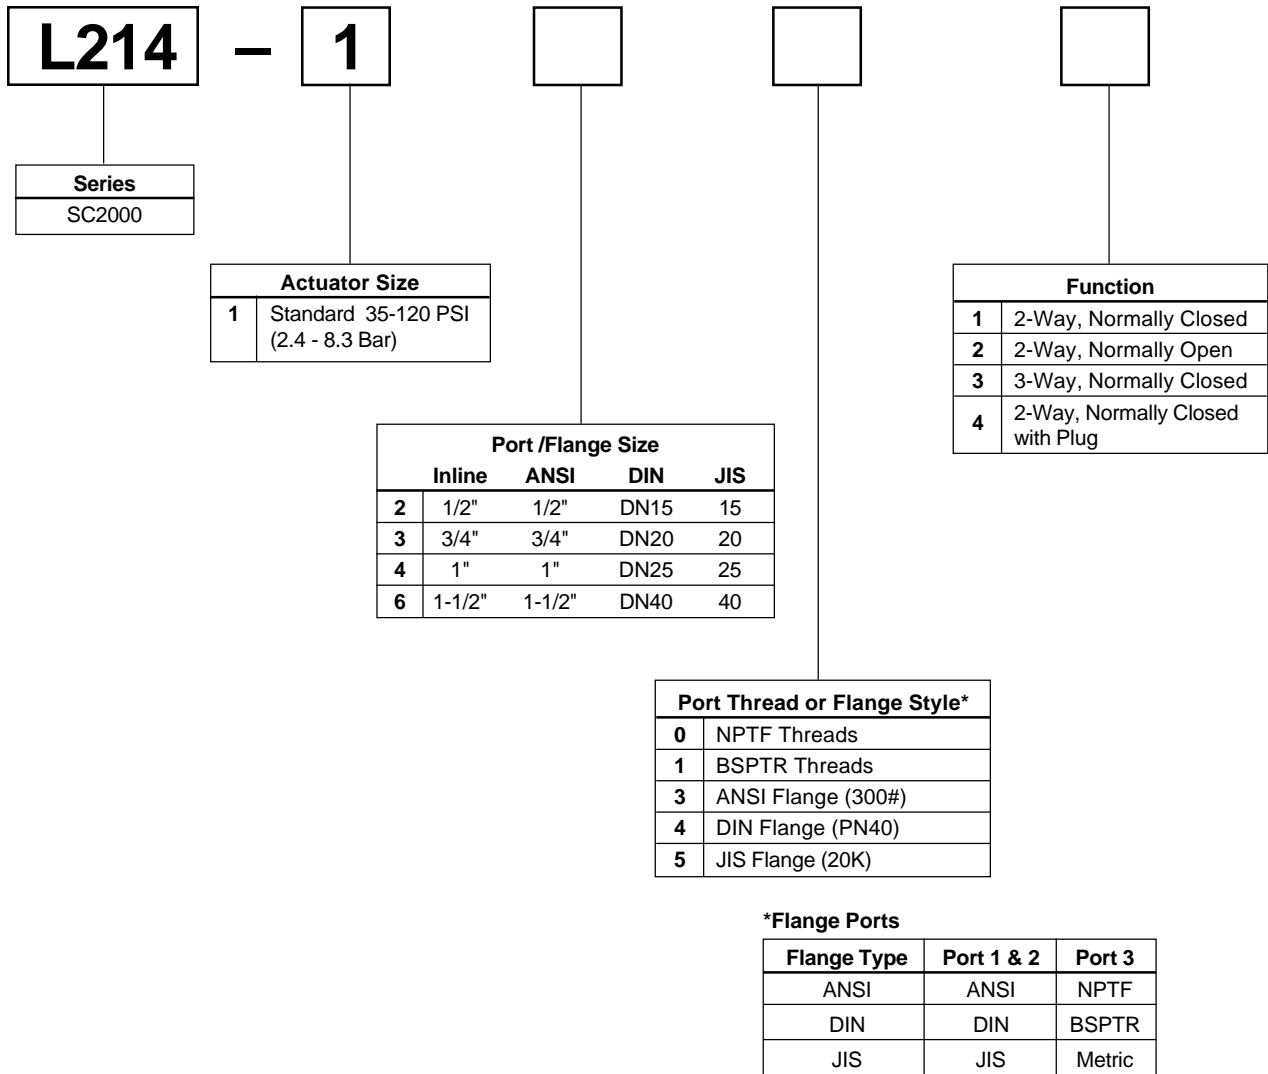 L214 – 1
Series
SC2000
Actuator Size
1 Standard 35-120 PSI
(2.4 - 8.3 Bar)
Function
1 2-Way, Normally Closed
2 2-Way, Normally Open
3 3-Way, Normally Closed
4 2-Way, Normally Closed
with Plug
Port /Flange Size
Inline ANSI DIN JIS
2 1/2" 1/2" DN15 15
3 3/4" 3/4" DN20 20
4 1" 1" DN25 25
6 1-1/2" 1-1/2" DN40 40
Port Thread or Flange Style*
0 NPTF Threads
1 BSPTR Threads
3 ANSI Flange (300#)
4 DIN Flange (PN40)
5 JIS Flange (20K)
*Flange Ports
Flange Type Port 1 & 2 Port 3
ANSI ANSI NPTF
DIN DIN BSPTR
JIS JIS Metric